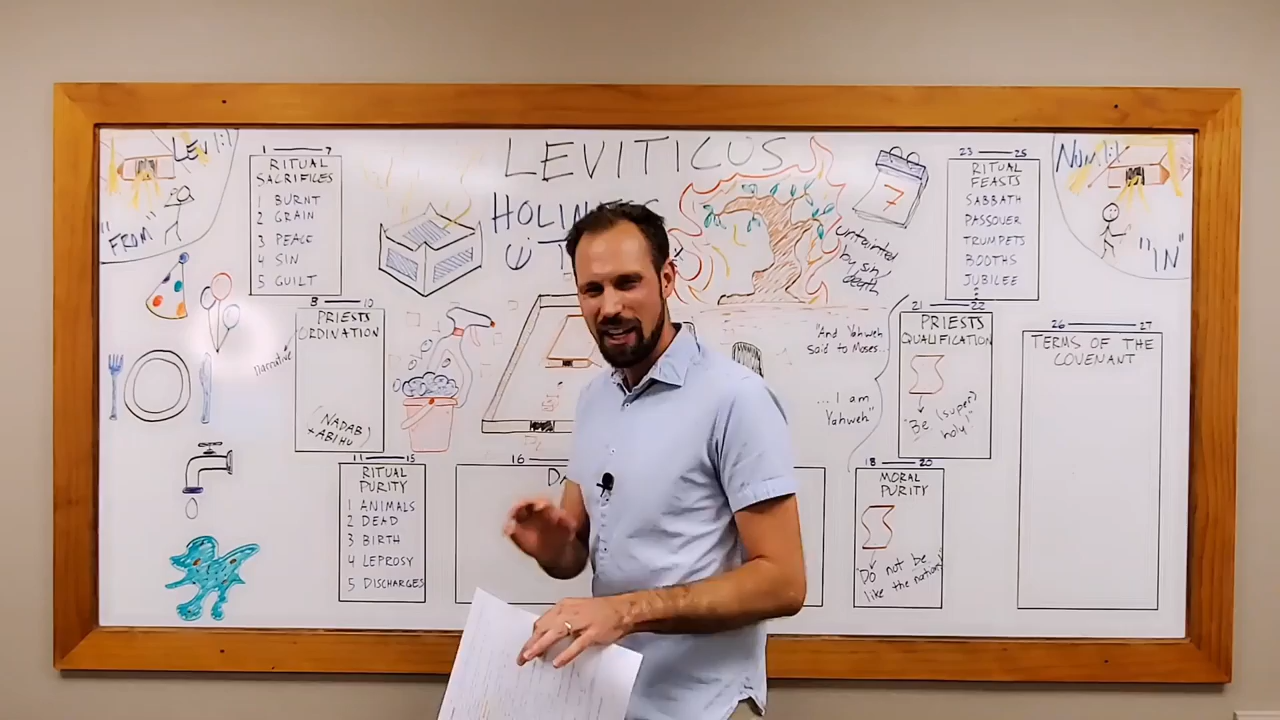 LEVITICUS
LEV 1:1
"FROM"
1 — 7
RITUAL
SACRIFICES
1 BURNT
2 GRAIN
3 PEACE
4 SIN
5 GUILT
8 — 10
PRIESTS
ORDINATION
Narrative
(NADAB
+ ABIHU)
11 — 15
RITUAL
PURITY
1 ANIMALS
2 DEAD
3 BIRTH
4 LEPROSY
5 DISCHARGES
16
7
untainted
by sin,
death
"And Yahweh
said to Moses...
... I am
Yahweh"
18 — 20
MORAL
PURITY
"Do not be
like the nations"
21 — 22
PRIESTS
QUALIFICATION
"Be (super)
holy!"
23 — 25
RITUAL
FEASTS
SABBATH
PASSOVER
TRUMPETS
BOOTHS
JUBILEE
26 — 27
TERMS OF THE
COVENANT
NUM 1:1
"IN"